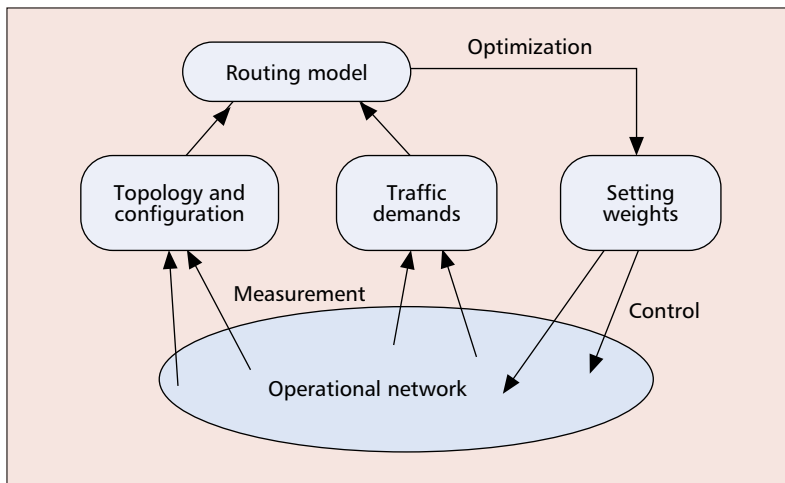 Optimization
Routing model
Topology and
configuration
Traffic
demands
Setting
weights
Measurement
Control
Operational network